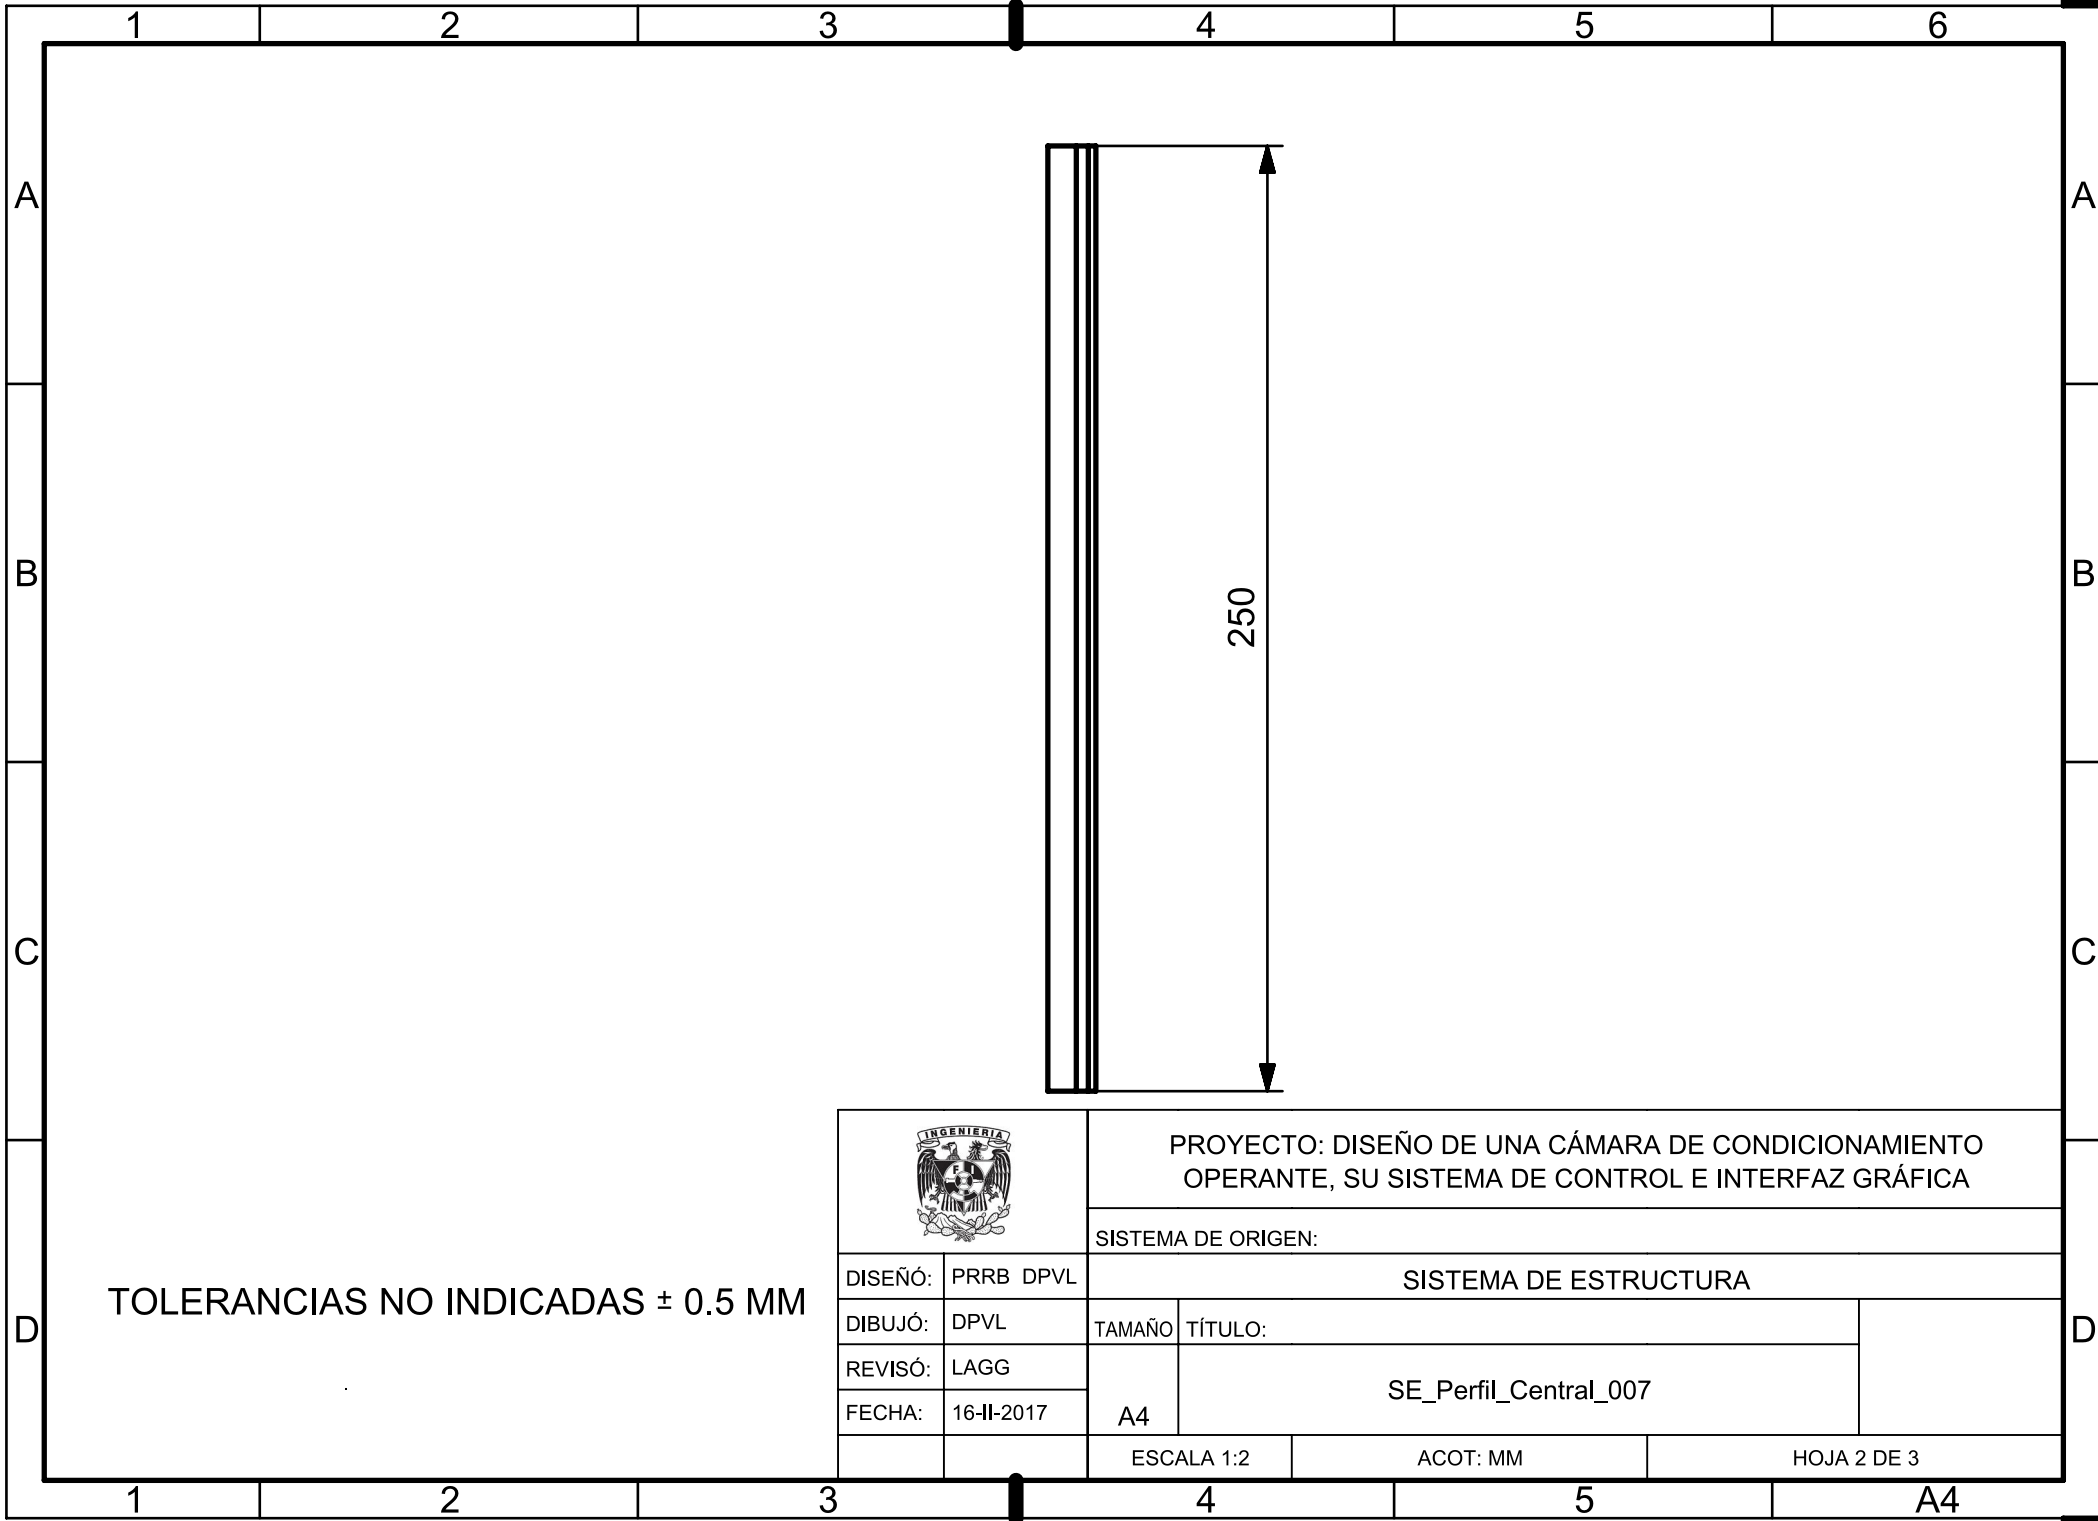 1 2 3 4 5 6
A A
B B
C C
D D
250
TOLERANCIAS NO INDICADAS ± 0.5 MM
INGENIERIA
F I
PROYECTO: DISEÑO DE UNA CÁMARA DE CONDICIONAMIENTO
OPERANTE, SU SISTEMA DE CONTROL E INTERFAZ GRÁFICA
SISTEMA DE ORIGEN:
DISEÑÓ: PRRB DPVL SISTEMA DE ESTRUCTURA
DIBUJÓ: DPVL TAMAÑO TÍTULO:
REVISÓ: LAGG
SE_Perfil_Central_007
FECHA: 16-II-2017 A4
ESCALA 1:2 ACOT: MM HOJA 2 DE 3
1 2 3 4 5 A4